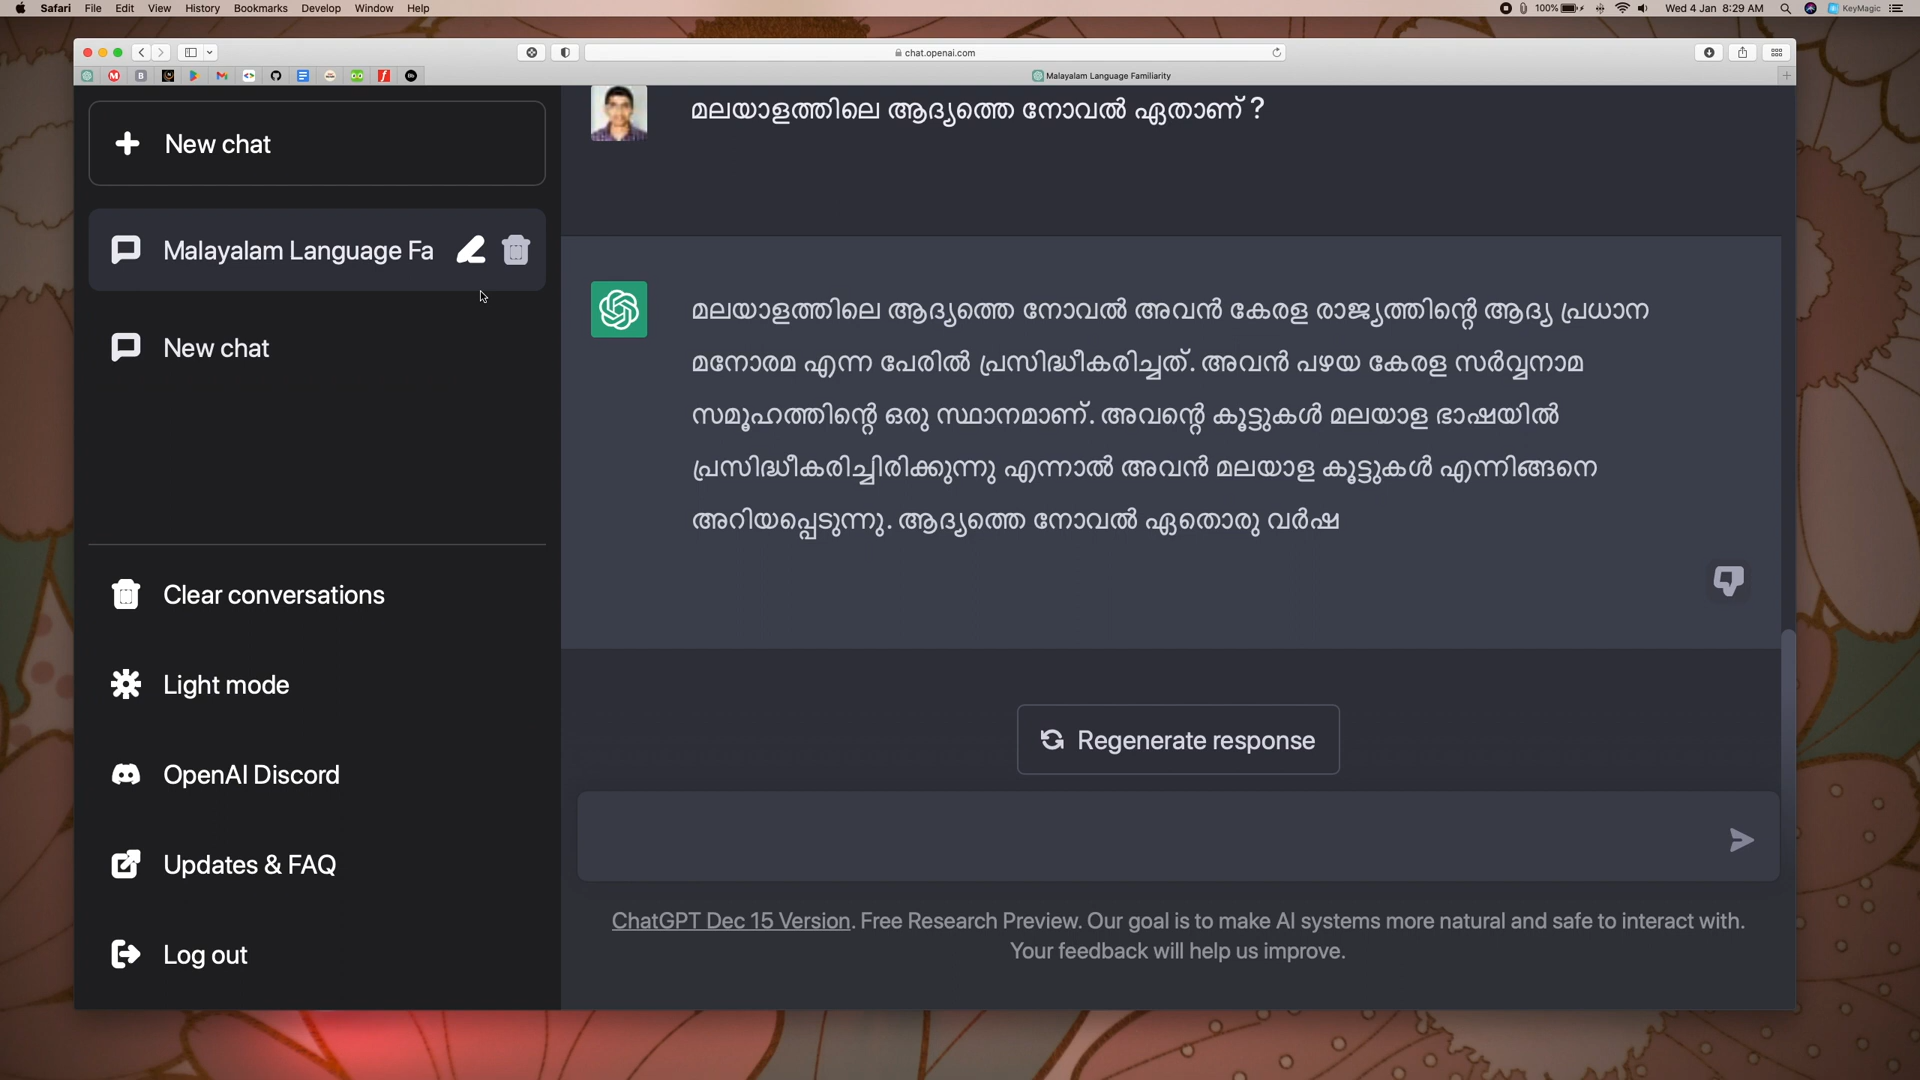 Safari File Edit View History Bookmarks Develop Window Help 100% Wed 4 Jan 8:29 AM KeyMagic
chat.openai.com
Malayalam Language Familiarity
New chat
Malayalam Language Fa
New chat
Clear conversations
Light mode
OpenAI Discord
Updates & FAQ
Log out
മലയാളത്തിലെ ആദ്യത്തെ നോവൽ ഏതാണ് ?
മലയാളത്തിലെ ആദ്യത്തെ നോവൽ അവൻ കേരള രാജ്യത്തിന്റെ ആദ്യ പ്രധാന
മനോരമ എന്ന പേരിൽ പ്രസിദ്ധീകരിച്ചത്. അവൻ പഴയ കേരള സർവ്വനാമ
സമൂഹത്തിന്റെ ഒരു സ്ഥാനമാണ്. അവന്റെ കൂട്ടുകൾ മലയാള ഭാഷയിൽ
പ്രസിദ്ധീകരിച്ചിരിക്കുന്നു എന്നാൽ അവൻ മലയാള കൂട്ടുകൾ എന്നിങ്ങനെ
അറിയപ്പെടുന്നു. ആദ്യത്തെ നോവൽ ഏതൊരു വർഷ
Regenerate response
ChatGPT Dec 15 Version. Free Research Preview. Our goal is to make AI systems more natural and safe to interact with.
Your feedback will help us improve.